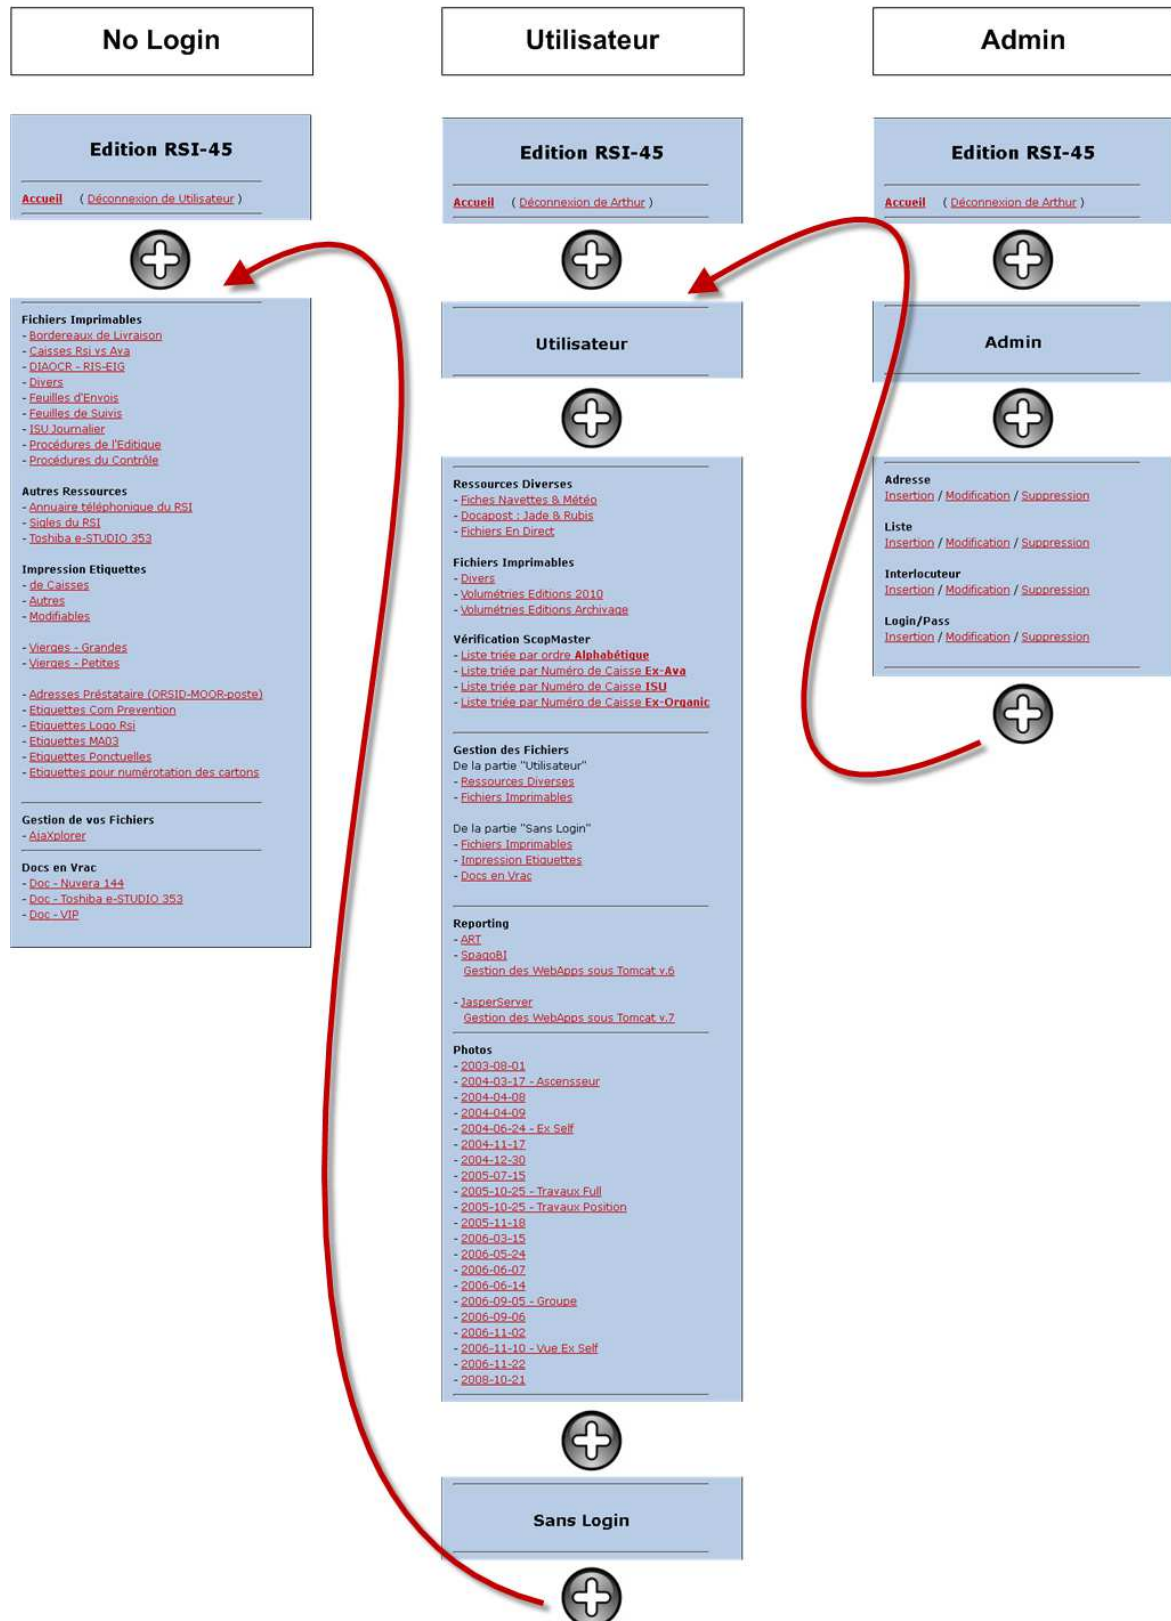 No Login
Edition RSI-45
Accueil ( Déconnexion de Utilisateur )
Fichiers Imprimables
- Bordereaux de Livraison
- Caisses Rsi vs Ava
- DIAOCR - RIS-EIG
- Divers
- Feuilles d'Envois
- Feuilles de Suivis
- ISU Journalier
- Procédures de l'Editique
- Procédures du Contrôle
Autres Ressources
- Annuaire téléphonique du RSI
- Sigles du RSI
- Toshiba e-STUDIO 353
Impression Etiquettes
- de Caisses
- Autres
- Modifiables
- Vierges - Grandes
- Vierges - Petites
- Adresses Préstataire (ORSID-MOOR-poste)
- Etiquettes Com Prevention
- Etiquettes Logo Rsi
- Etiquettes MA03
- Etiquettes Ponctuelles
- Etiquettes pour numérotation des cartons
Gestion de vos Fichiers
- AjaXplorer
Docs en Vrac
- Doc - Nuvera 144
- Doc - Toshiba e-STUDIO 353
- Doc - VIP
Utilisateur
Edition RSI-45
Accueil ( Déconnexion de Arthur )
Utilisateur
Ressources Diverses
- Fiches Navettes & Météo
- Docapost : Jade & Rubis
- Fichiers En Direct
Fichiers Imprimables
- Divers
- Volumétries Editions 2010
- Volumétries Editions Archivage
Vérification ScopMaster
- Liste triée par ordre Alphabétique
- Liste triée par Numéro de Caisse Ex-Ava
- Liste triée par Numéro de Caisse ISU
- Liste triée par Numéro de Caisse Ex-Organic
Gestion des Fichiers
De la partie "Utilisateur"
- Ressources Diverses
- Fichiers Imprimables
De la partie "Sans Login"
- Fichiers Imprimables
- Impression Etiquettes
- Docs en Vrac
Reporting
- ART
- SpagoBI
Gestion des WebApps sous Tomcat v.6
- JasperServer
Gestion des WebApps sous Tomcat v.7
Photos
- 2003-08-01
- 2004-03-17 - Ascensseur
- 2004-04-08
- 2004-04-09
- 2004-06-24 - Ex Self
- 2004-11-17
- 2004-12-30
- 2005-07-15
- 2005-10-25 - Travaux Full
- 2005-10-25 - Travaux Position
- 2005-11-18
- 2006-03-15
- 2006-05-24
- 2006-06-07
- 2006-06-14
- 2006-09-05 - Groupe
- 2006-09-06
- 2006-11-02
- 2006-11-10 - Vue Ex Self
- 2006-11-22
- 2008-10-21
Sans Login
Admin
Edition RSI-45
Accueil ( Déconnexion de Arthur )
Admin
Adresse
Insertion / Modification / Suppression
Liste
Insertion / Modification / Suppression
Interlocuteur
Insertion / Modification / Suppression
Login/Pass
Insertion / Modification / Suppression